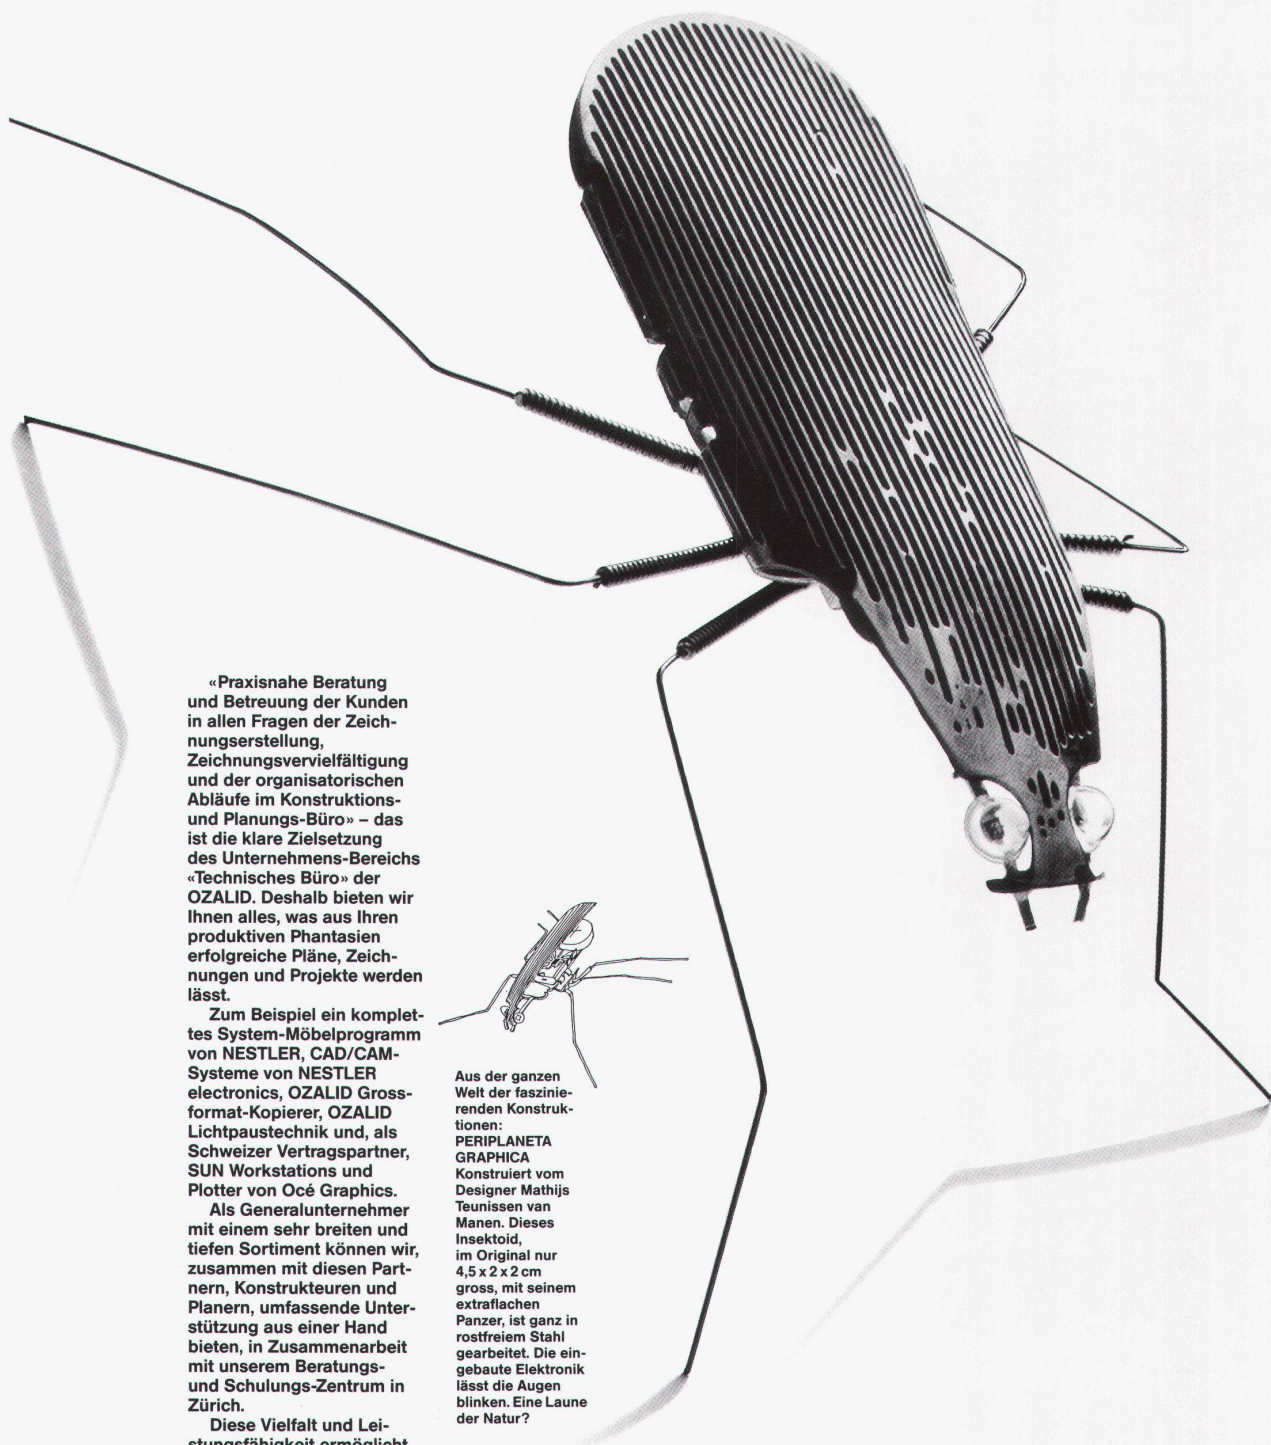 «Praxisnahe Beratung
und Betreuung der Kunden
in allen Fragen der Zeich-
nungserstellung,
Zeichnungsvervielfältigung
und der organisatorischen
Abläufe im Konstruktions-
und Planungs-Büro» – das
ist die klare Zielsetzung
des Unternehmens-Bereichs
«Technisches Büro» der
OZALID. Deshalb bieten wir
Ihnen alles, was aus Ihren
produktiven Phantasien
erfolgreiche Pläne, Zeich-
nungen und Projekte werden
lässt.
Zum Beispiel ein komplet-
tes System-Möbelprogramm
von NESTLER, CAD/CAM-
Systeme von NESTLER
electronics, OZALID Gross-
format-Kopierer, OZALID
Lichtpaustechnik und, als
Schweizer Vertragspartner,
SUN Workstations und
Plotter von Océ Graphics.
Als Generalunternehmer
mit einem sehr breiten und
tiefen Sortiment können wir,
zusammen mit diesen Part-
nern, Konstrukteuren und
Planern, umfassende Unter-
stützung aus einer Hand
bieten, in Zusammenarbeit
mit unserem Beratungs-
und Schulungs-Zentrum in
Zürich.
Diese Vielfalt und Lei-
stungsfähigkeit ermöglicht
Aus der ganzen
Welt der faszinie-
renden Konstruk-
tionen:
PERIPLANETA
GRAPHICA
Konstruiert vom
Designer Mathijs
Teunissen van
Manen. Dieses
Insektoid,
im Original nur
4,5 x 2 x 2 cm
gross, mit seinem
extraflachen
Panzer, ist ganz in
rostfreiem Stahl
gearbeitet. Die ein-
gebaute Elektronik
lässt die Augen
blinken. Eine Laune
der Natur?